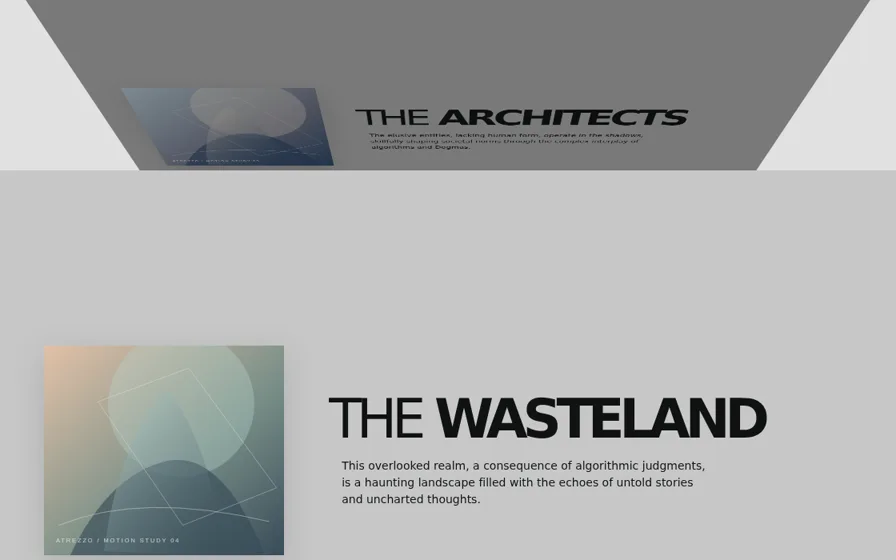 THE ARCHITECTS
The elusive entities, lacking human form, operate in the shadows,
skilfully shaping societal norms through the complex interplay of
algorithms and Dogmas.
THE WASTELAND
This overlooked realm, a consequence of algorithmic judgments,
is a haunting landscape filled with the echoes of untold stories
and uncharted thoughts.
ATREZZO / MOTION STUDY 04